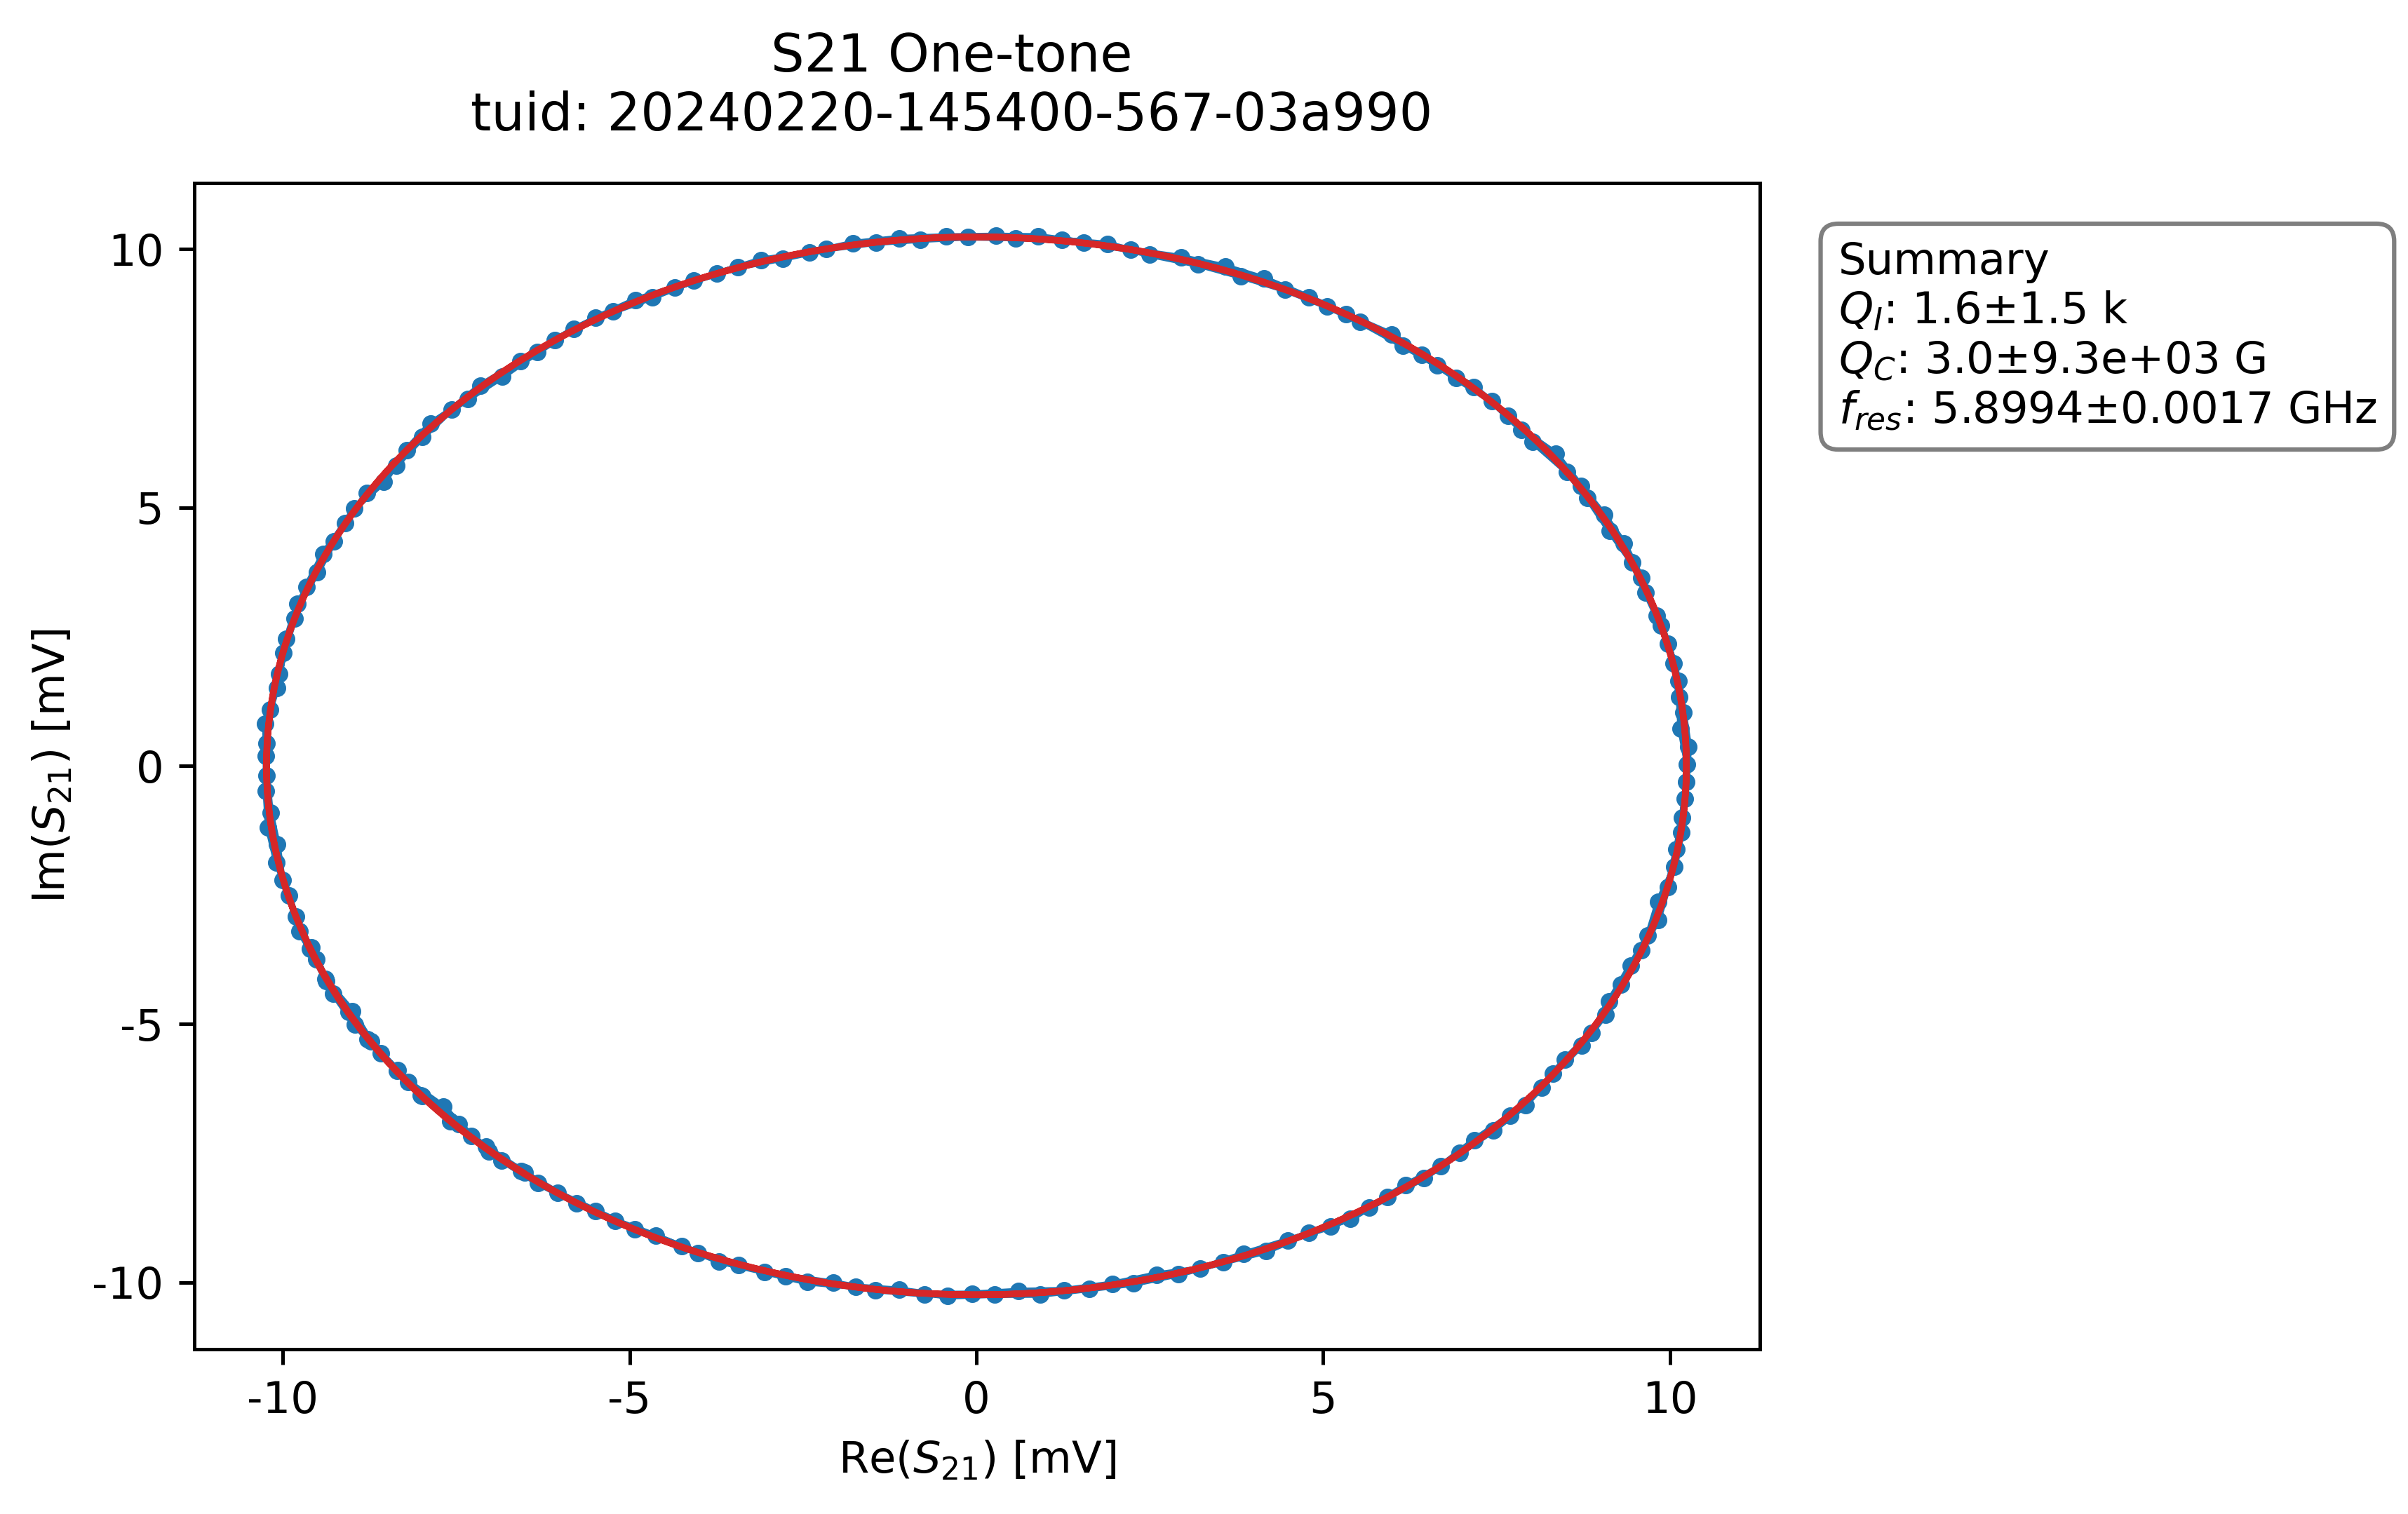 S21 One-tone
tuid: 20240220-145400-567-03a990
10
5
0
-5
-10
Im(S21) [mV]
-10 -5 0 5 10
Re(S21) [mV]
Summary
QI: 1.6±1.5 k
QC: 3.0±9.3e+03 G
fres: 5.8994±0.0017 GHz